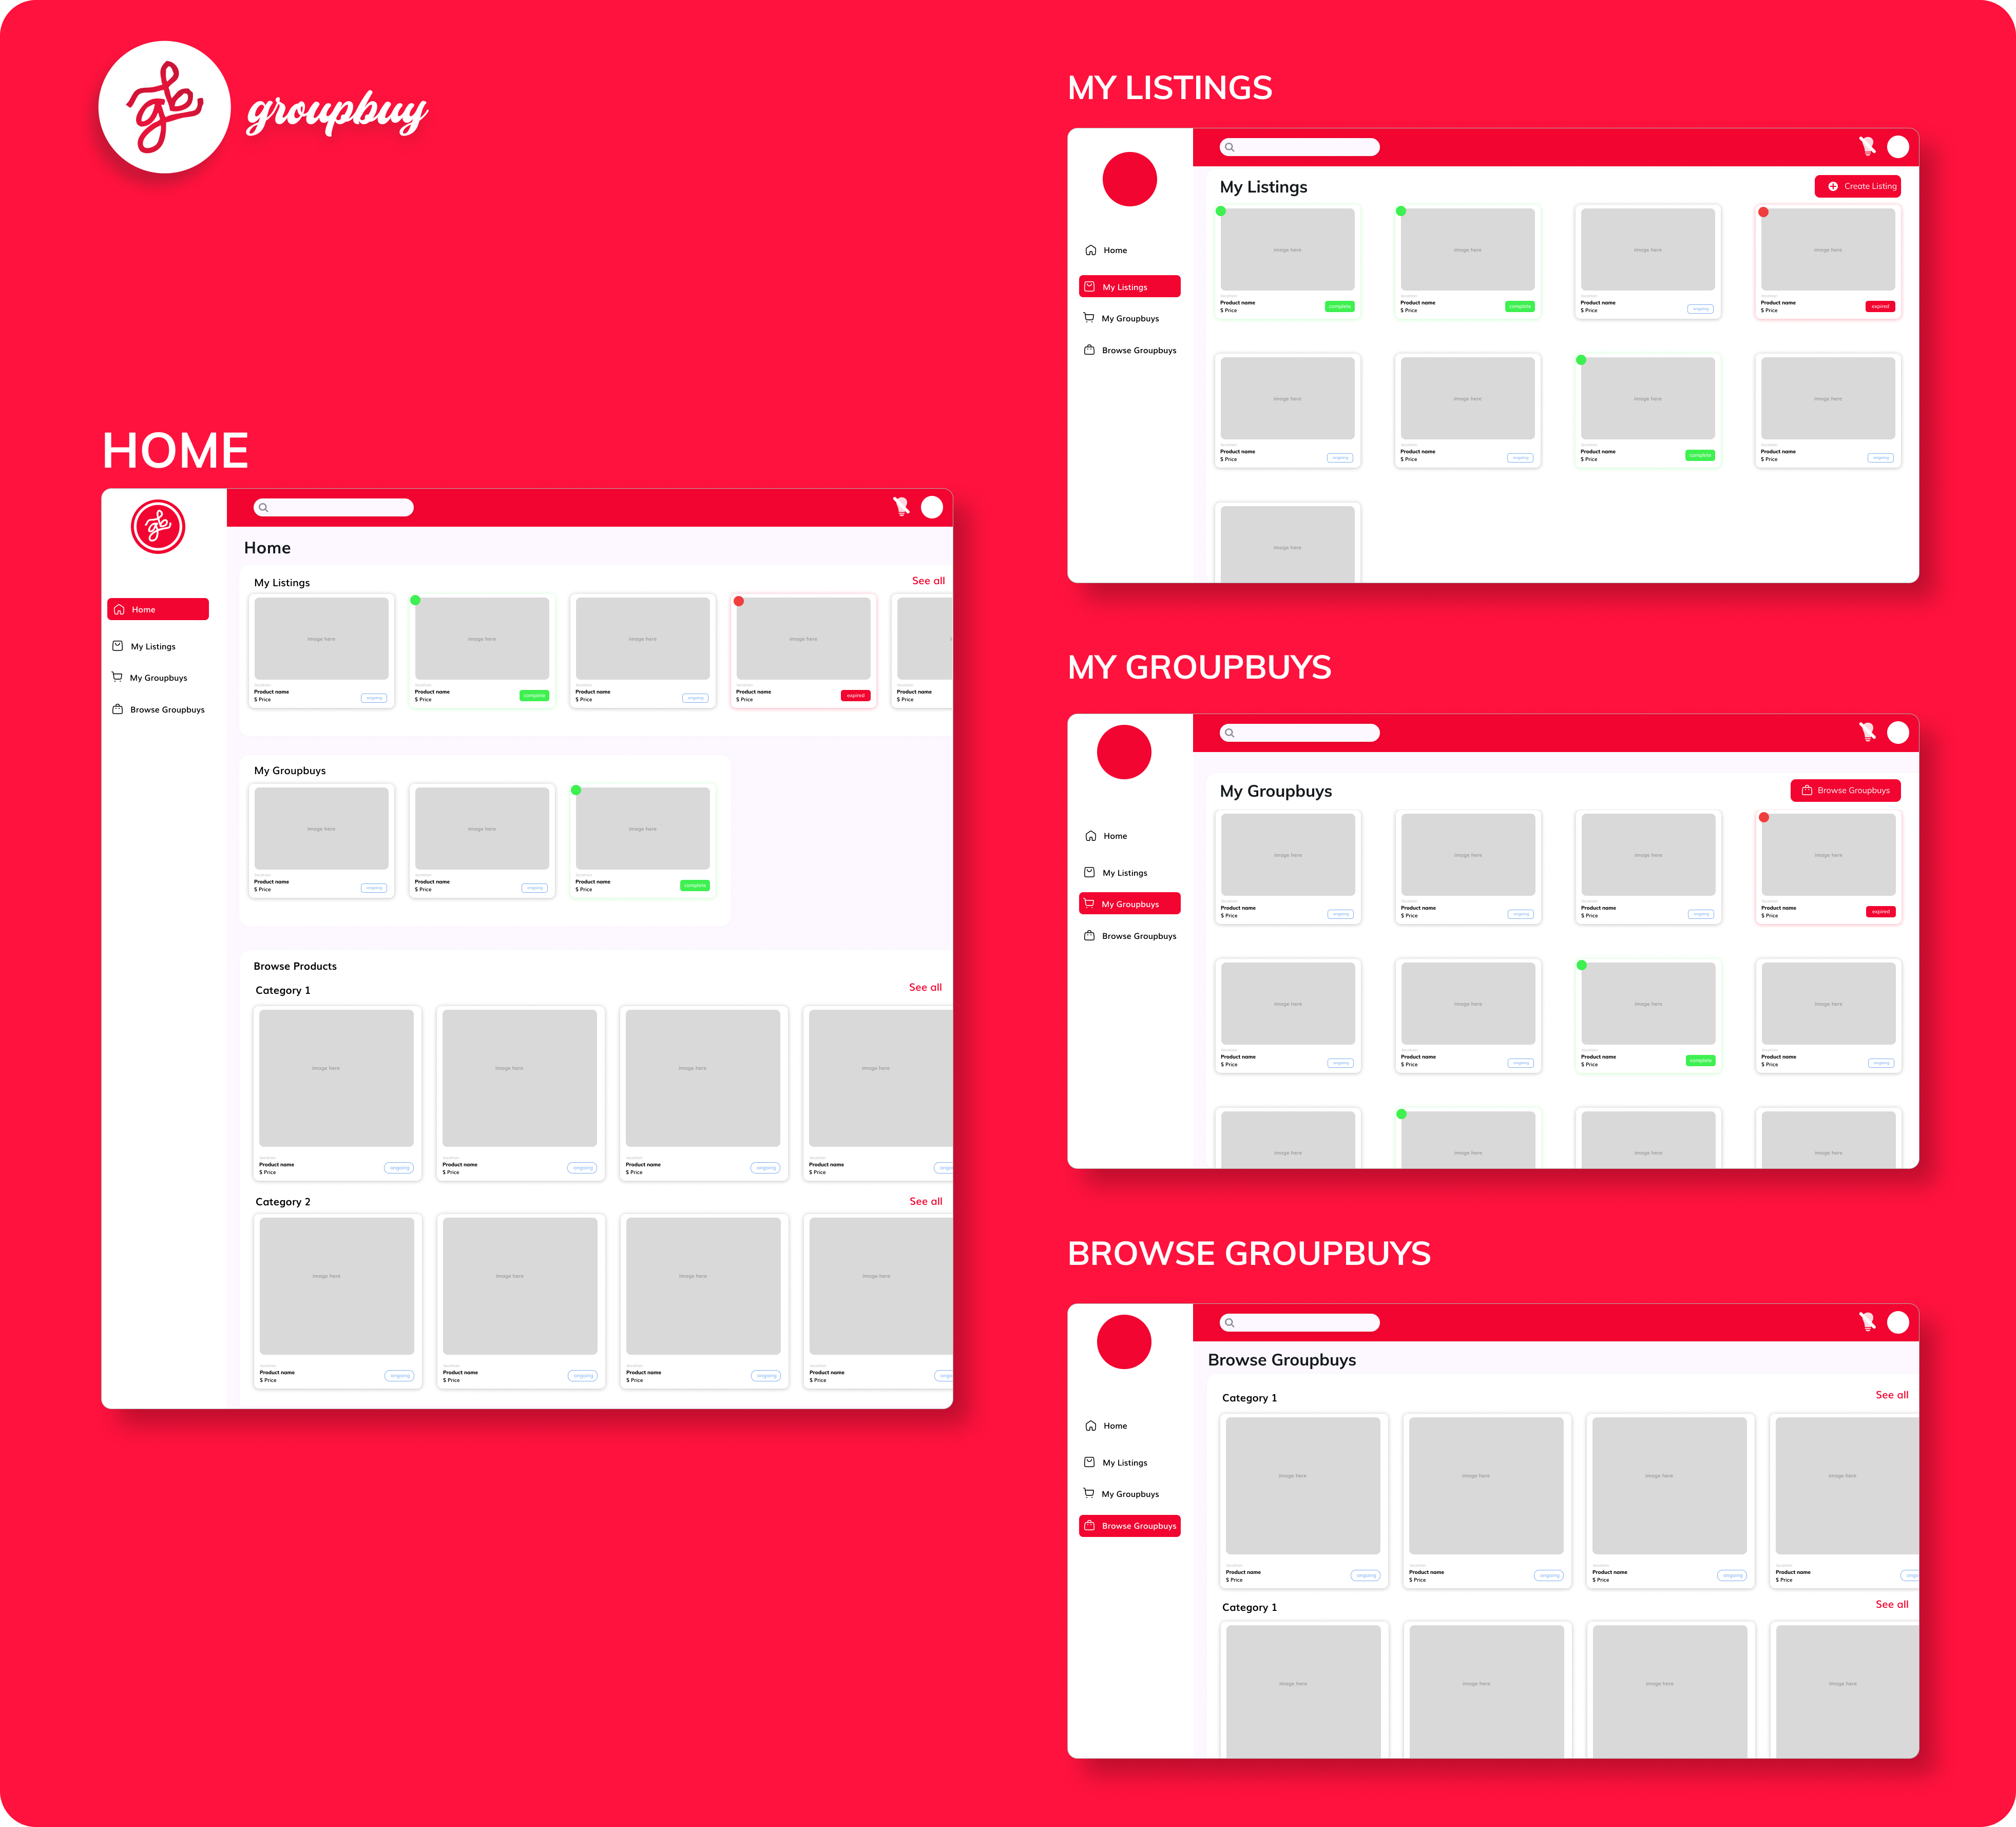 gb
groupbuy
HOME
gb
Home
My Listings
My Groupbuys
Browse Groupbuys
Home
My Listings
See all
image here
image here
image here
image here
Product name
$ Price
ongoing
Product name
$ Price
complete
Product name
$ Price
ongoing
Product name
$ Price
expired
Product name
$ Price
My Groupbuys
image here
image here
image here
Product name
$ Price
ongoing
Product name
$ Price
ongoing
Product name
$ Price
complete
Browse Products
Category 1
See all
image here
image here
image here
image here
Product name
$ Price
ongoing
Product name
$ Price
ongoing
Product name
$ Price
ongoing
Product name
$ Price
Category 2
See all
image here
image here
image here
image here
Product name
$ Price
ongoing
Product name
$ Price
ongoing
Product name
$ Price
ongoing
Product name
$ Price
MY LISTINGS
Home
My Listings
My Groupbuys
Browse Groupbuys
My Listings
Create Listing
image here
image here
image here
image here
Product name
$ Price
complete
Product name
$ Price
complete
Product name
$ Price
ongoing
Product name
$ Price
expired
image here
image here
image here
image here
Product name
$ Price
ongoing
Product name
$ Price
ongoing
Product name
$ Price
complete
Product name
$ Price
ongoing
image here
MY GROUPBUYS
Home
My Listings
My Groupbuys
Browse Groupbuys
My Groupbuys
Browse Groupbuys
image here
image here
image here
image here
Product name
$ Price
ongoing
Product name
$ Price
ongoing
Product name
$ Price
ongoing
Product name
$ Price
expired
image here
image here
image here
image here
Product name
$ Price
ongoing
Product name
$ Price
ongoing
Product name
$ Price
complete
Product name
$ Price
ongoing
image here
image here
image here
image here
BROWSE GROUPBUYS
Home
My Listings
My Groupbuys
Browse Groupbuys
Browse Groupbuys
Category 1
See all
image here
image here
image here
image here
Product name
$ Price
ongoing
Product name
$ Price
ongoing
Product name
$ Price
ongoing
Product name
$ Price
Category 1
See all
image here
image here
image here
image here